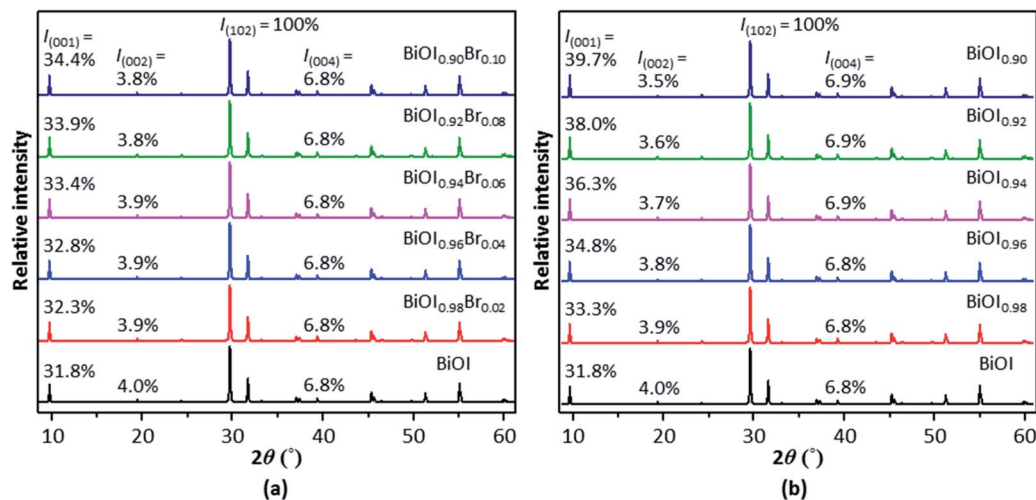 I(102) = 100%
I(001) =
34.4%
I(002) =
3.8%
I(004) =
6.8%
BiOI0.90Br0.10
33.9%
3.8%
6.8%
BiOI0.92Br0.08
33.4%
3.9%
6.8%
BiOI0.94Br0.06
32.8%
3.9%
6.8%
BiOI0.96Br0.04
32.3%
3.9%
6.8%
BiOI0.98Br0.02
31.8%
4.0%
6.8%
BiOI
Relative intensity
10 20 30 40 50 60
2θ (°)
(a)
I(102) = 100%
I(001) =
39.7%
I(002) =
3.5%
I(004) =
6.9%
BiOI0.90
38.0%
3.6%
6.9%
BiOI0.92
36.3%
3.7%
6.9%
BiOI0.94
34.8%
3.8%
6.8%
BiOI0.96
33.3%
3.9%
6.8%
BiOI0.98
31.8%
4.0%
6.8%
BiOI
Relative intensity
10 20 30 40 50 60
2θ (°)
(b)